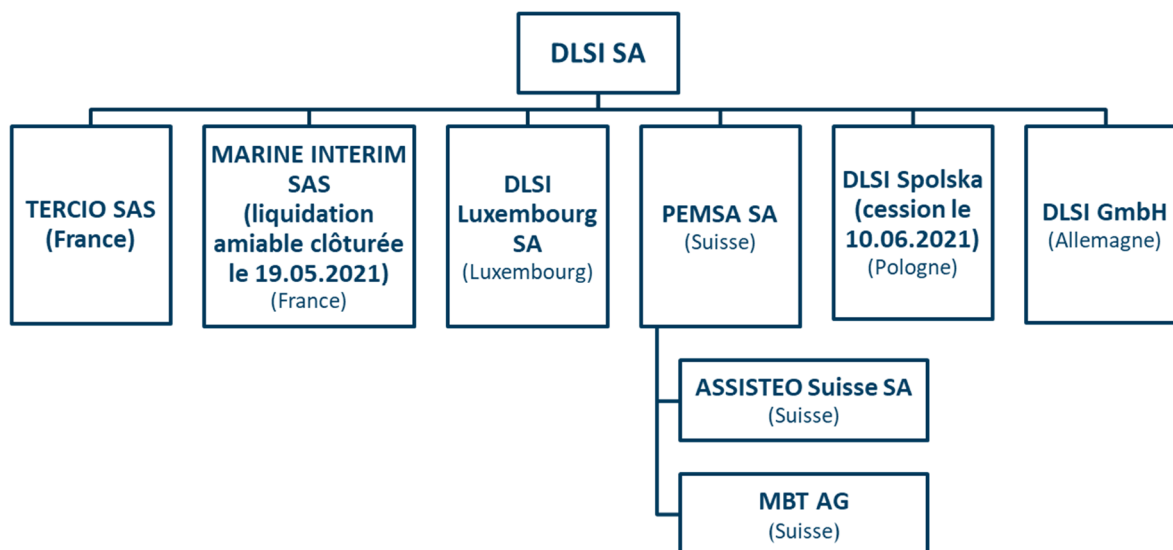 DLSI SA
TERCIO SAS
(France)
MARINE INTERIM
SAS
(liquidation
amiable clôturée
le 19.05.2021)
(France)
DLSI
Luxembourg
SA
(Luxembourg)
PEMSA SA
(Suisse)
DLSI Spolska
(cession le
10.06.2021)
(Pologne)
DLSI GmbH
(Allemagne)
ASSISTEO Suisse SA
(Suisse)
MBT AG
(Suisse)